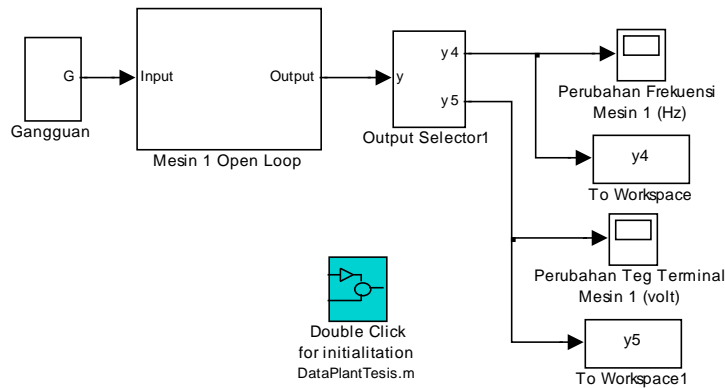 G
Gangguan
Input
Output
Mesin 1 Open Loop
y
y4
y5
Output Selector1
Perubahan Frekuensi
Mesin 1 (Hz)
y4
To Workspace
Perubahan Teg Terminal
Mesin 1 (volt)
y5
To Workspace1
Double Click
for initialitation
DataPlantTesis.m